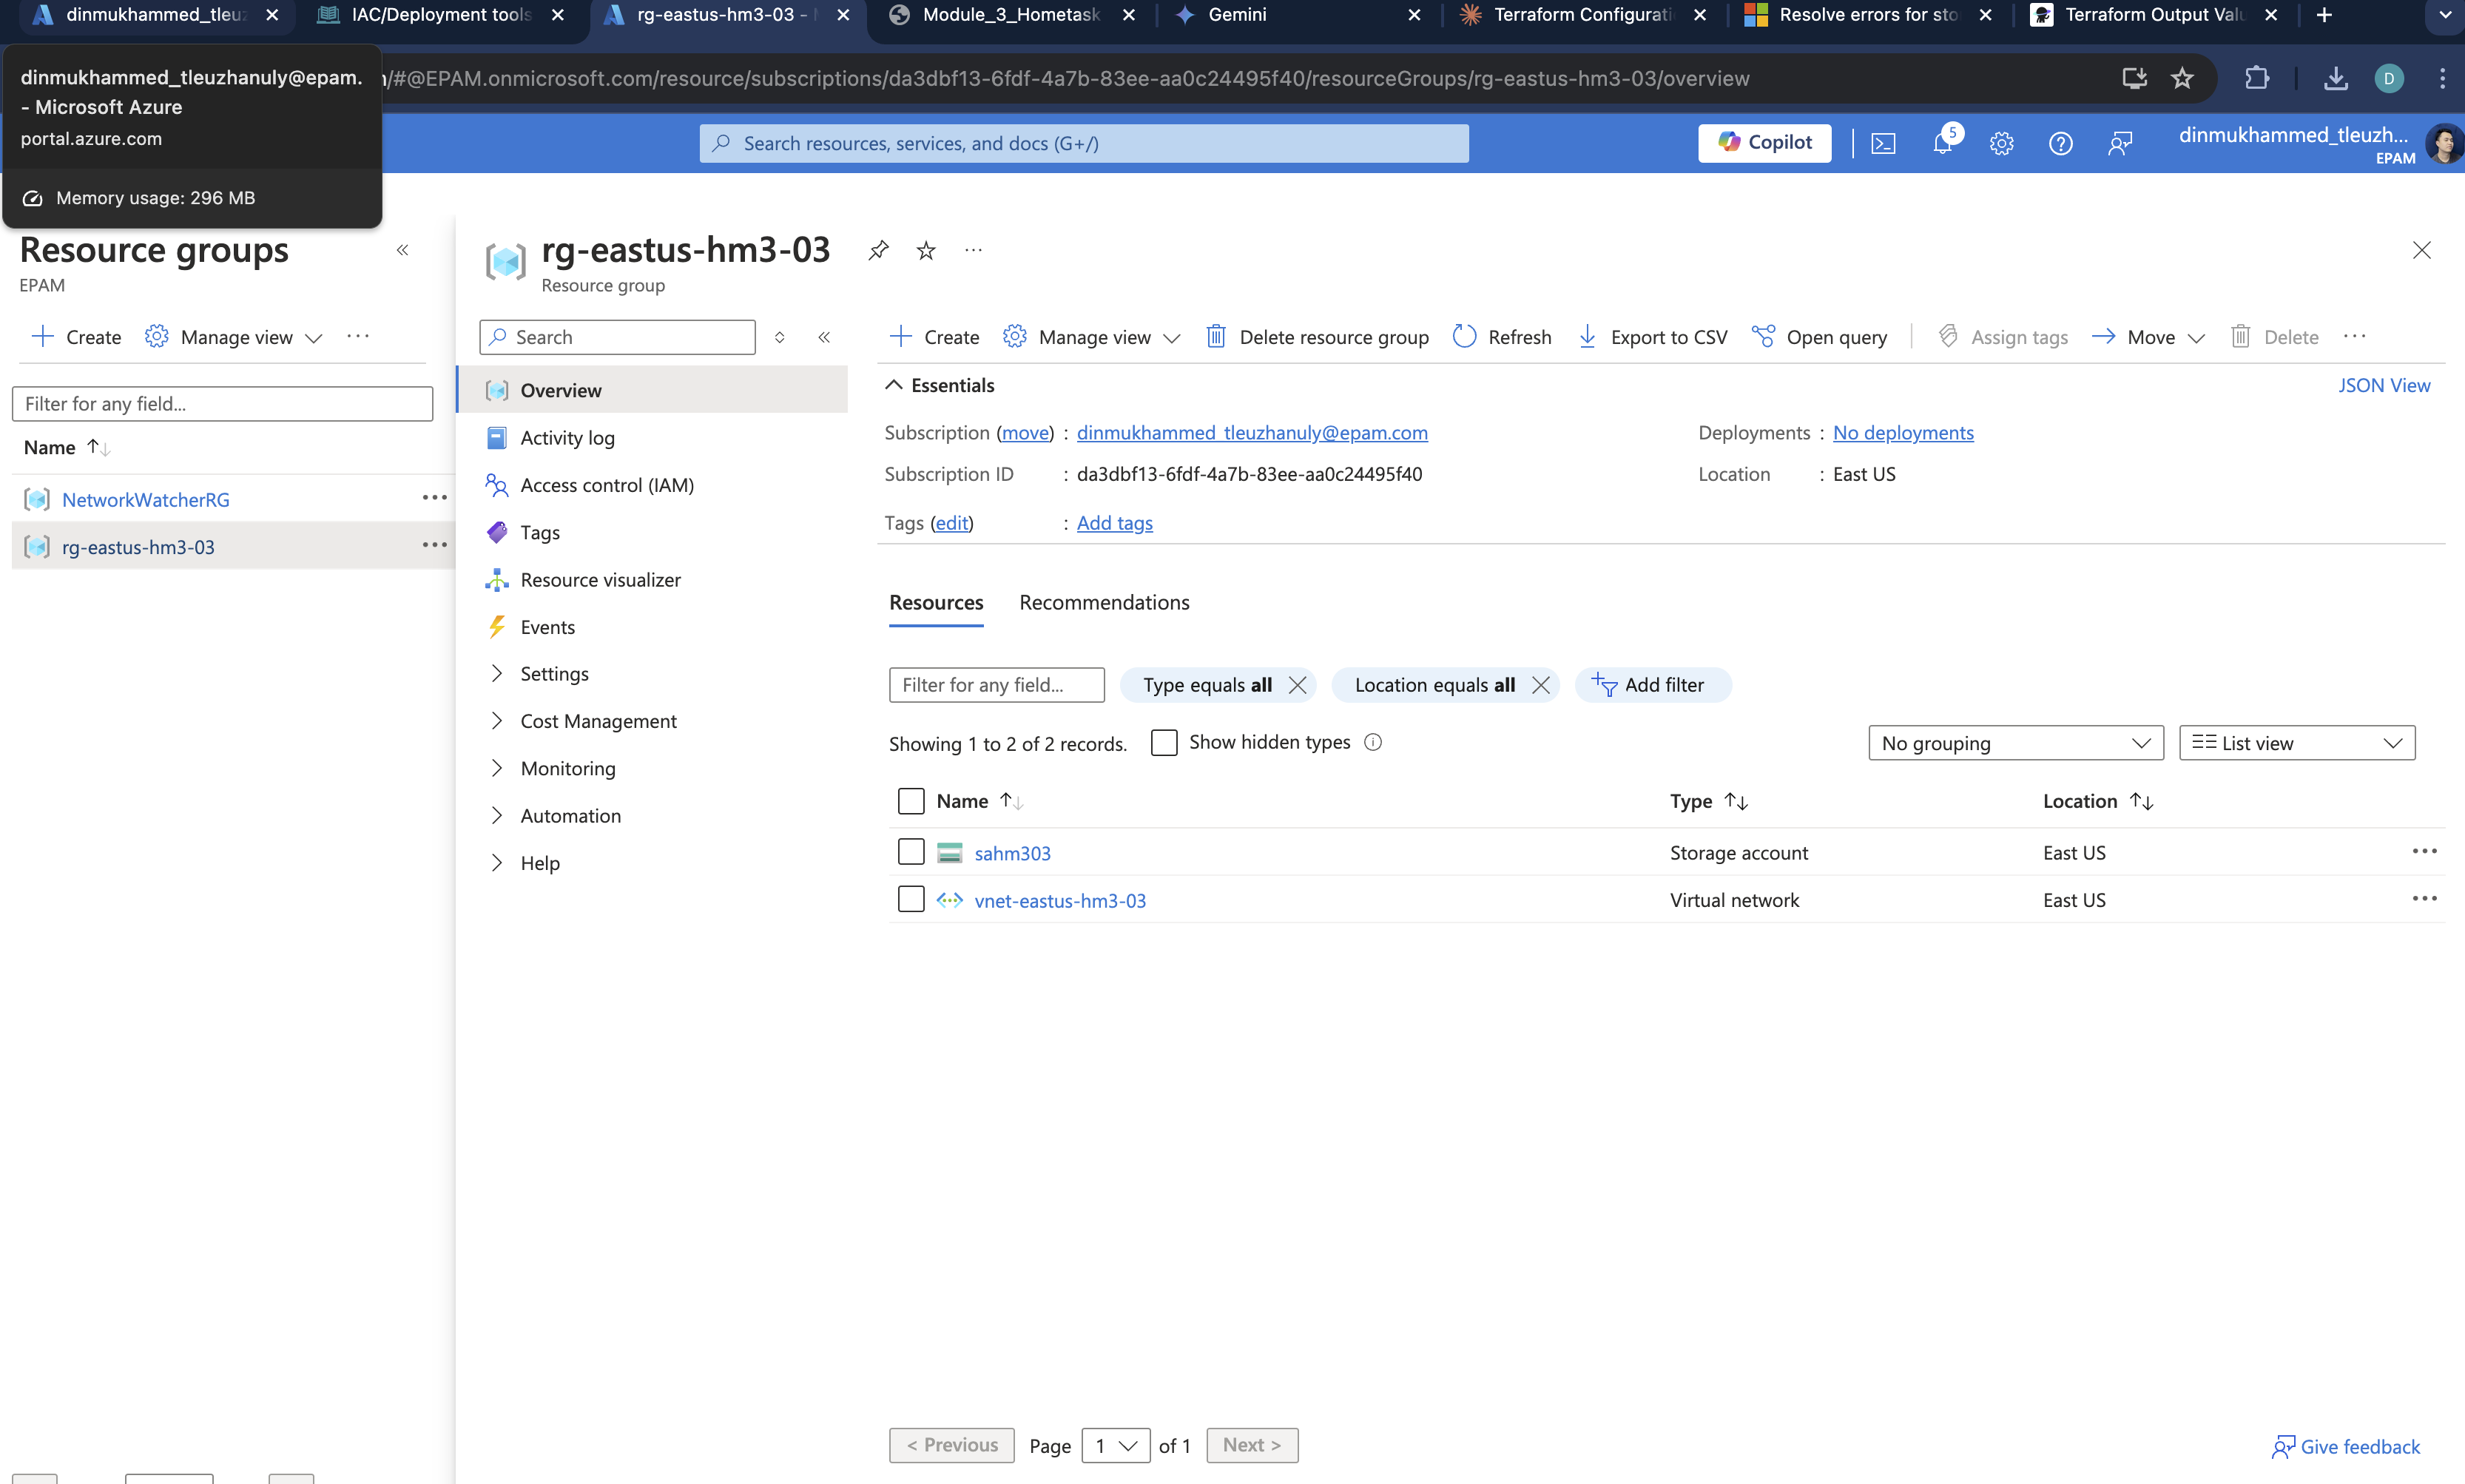 dinmukhammed_tleuz
IAC/Deployment tools
rg-eastus-hm3-03 -
Module_3_Hometask
Gemini
Terraform Configurati
Resolve errors for sto
Terraform Output Valu
dinmukhammed_tleuzhanuly@epam.
- Microsoft Azure
portal.azure.com
Memory usage: 296 MB
/#@EPAM.onmicrosoft.com/resource/subscriptions/da3dbf13-6fdf-4a7b-83ee-aa0c24495f40/resourceGroups/rg-eastus-hm3-03/overview
D
Search resources, services, and docs (G+/)
Copilot
5
dinmukhammed_tleuzh...
EPAM
Resource groups
EPAM
Create
Manage view
Filter for any field...
Name
NetworkWatcherRG
rg-eastus-hm3-03
rg-eastus-hm3-03
Resource group
Search
Overview
Activity log
Access control (IAM)
Tags
Resource visualizer
Events
Settings
Cost Management
Monitoring
Automation
Help
Create
Manage view
Delete resource group
Refresh
Export to CSV
Open query
Assign tags
Move
Delete
Essentials
JSON View
Subscription (move) : dinmukhammed_tleuzhanuly@epam.com
Deployments : No deployments
Subscription ID : da3dbf13-6fdf-4a7b-83ee-aa0c24495f40
Location : East US
Tags (edit) : Add tags
Resources
Recommendations
Filter for any field...
Type equals all
Location equals all
Add filter
Showing 1 to 2 of 2 records.
Show hidden types
No grouping
List view
Name
Type
Location
sahm303
Storage account
East US
vnet-eastus-hm3-03
Virtual network
East US
< Previous
Page
1
of 1
Next >
Give feedback